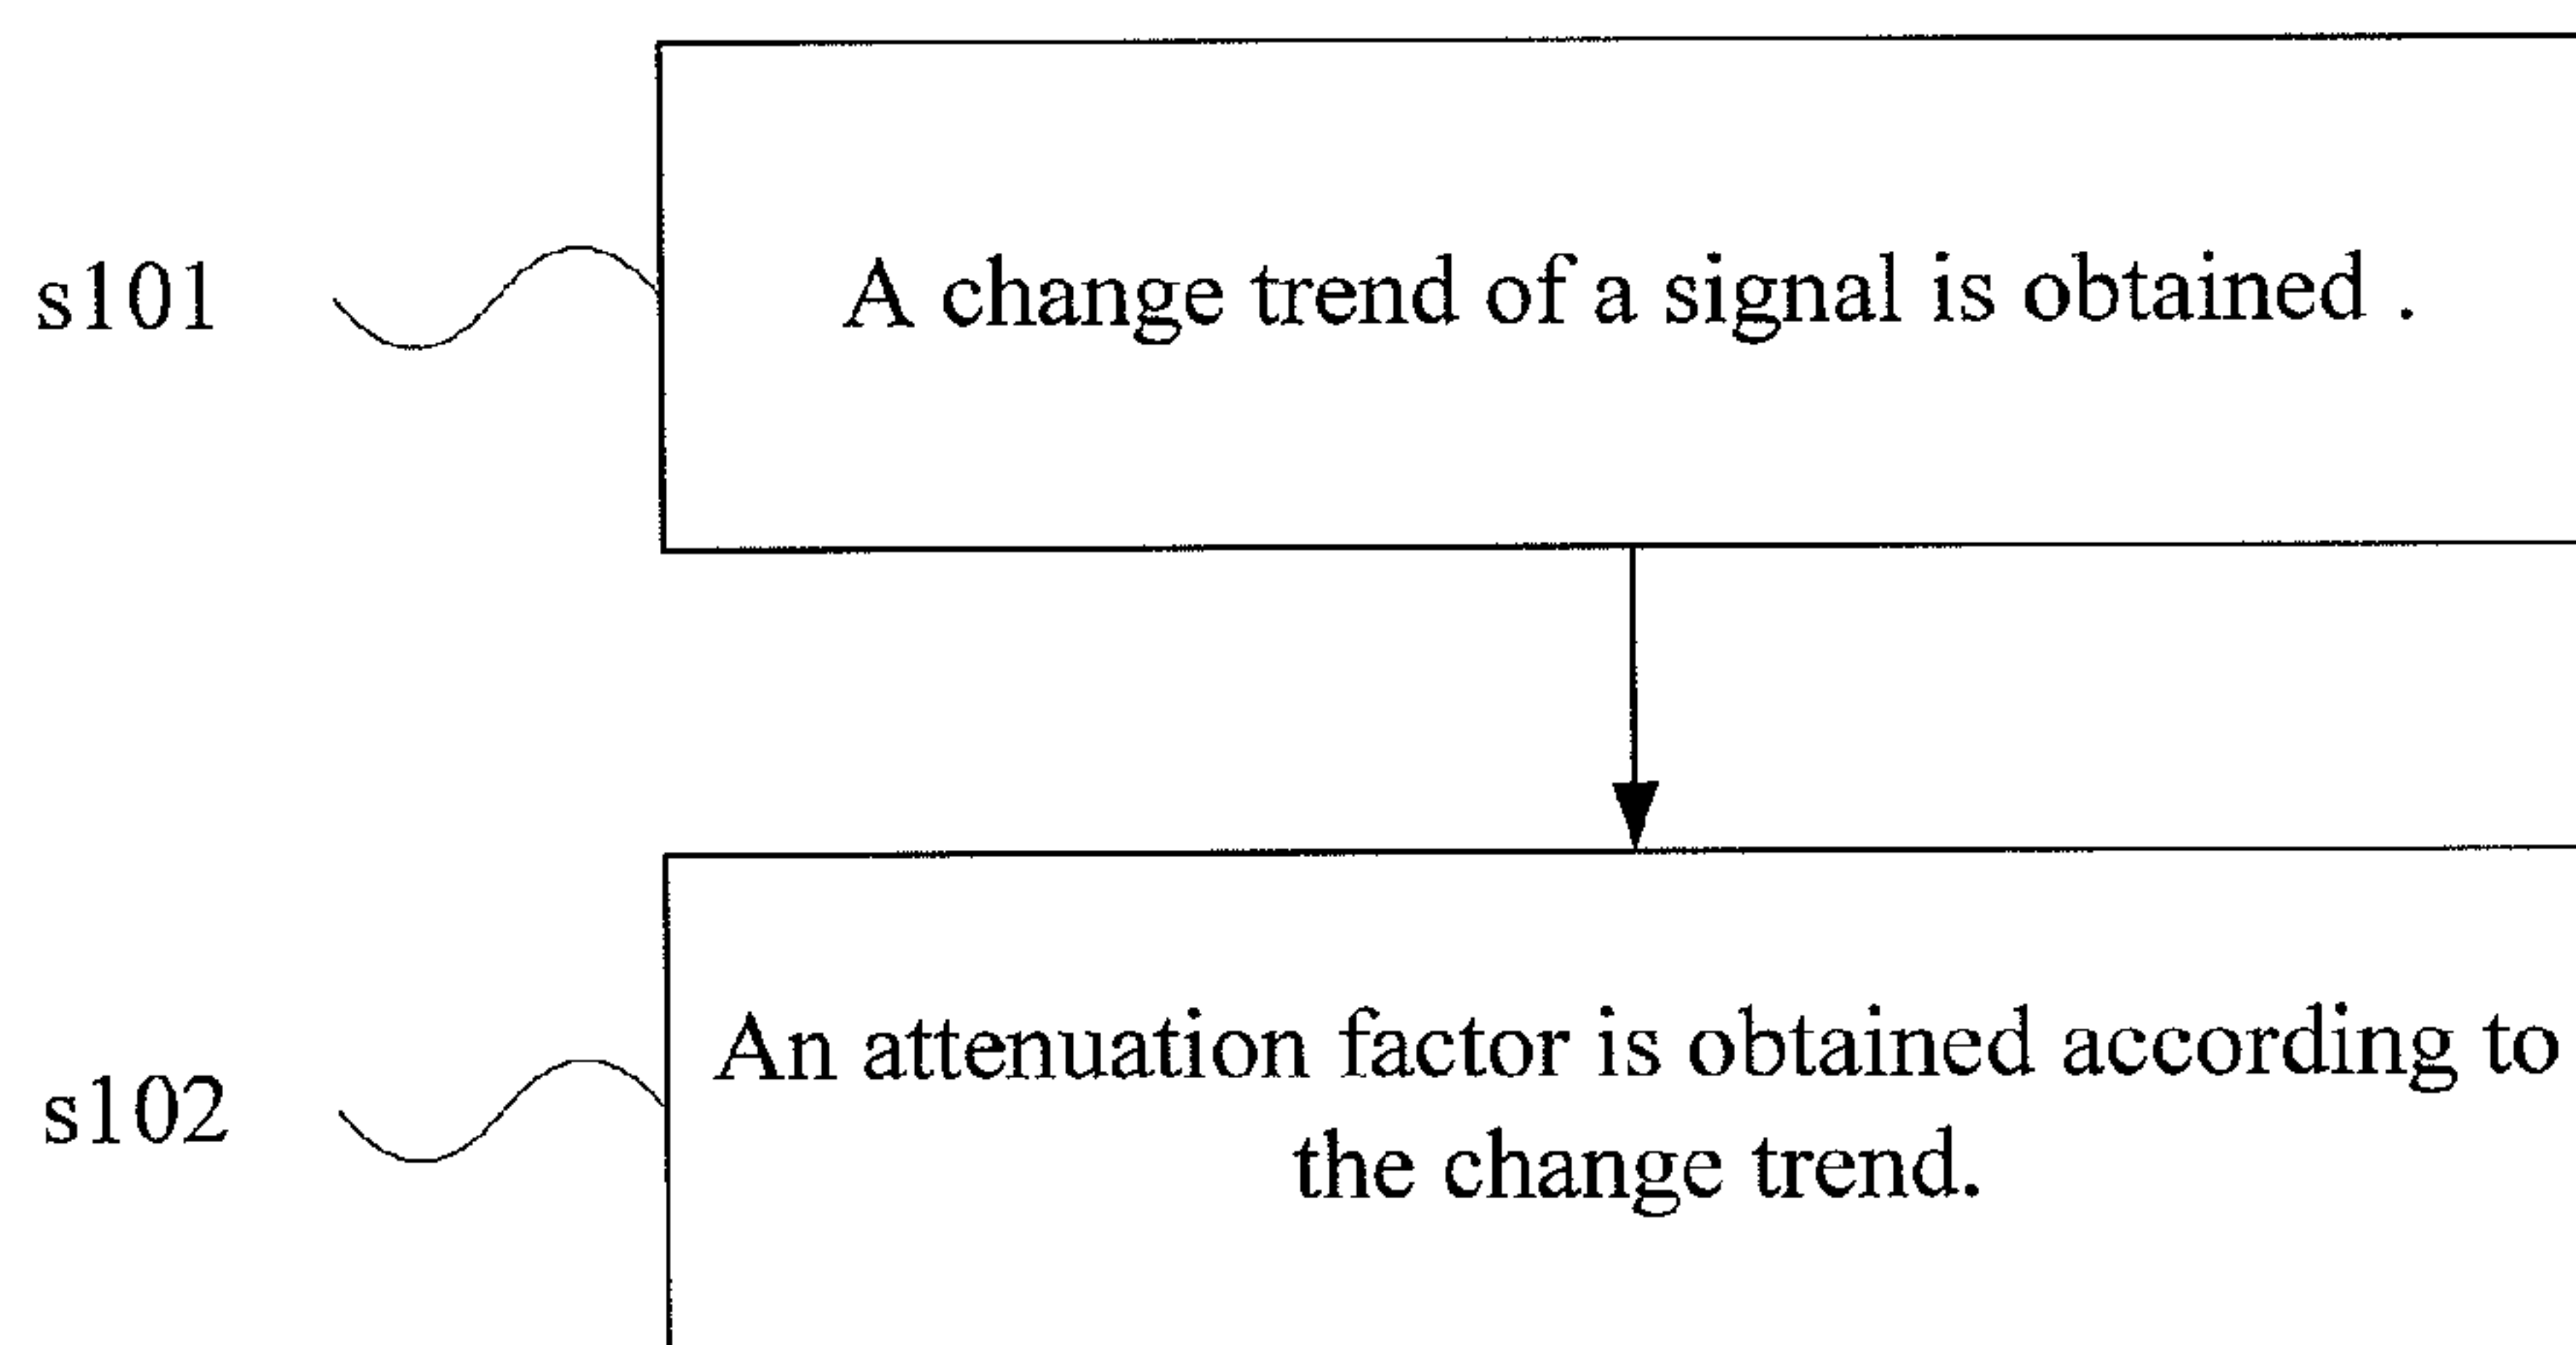 s101
A change trend of a signal is obtained .
s102
An attenuation factor is obtained according to
the change trend.